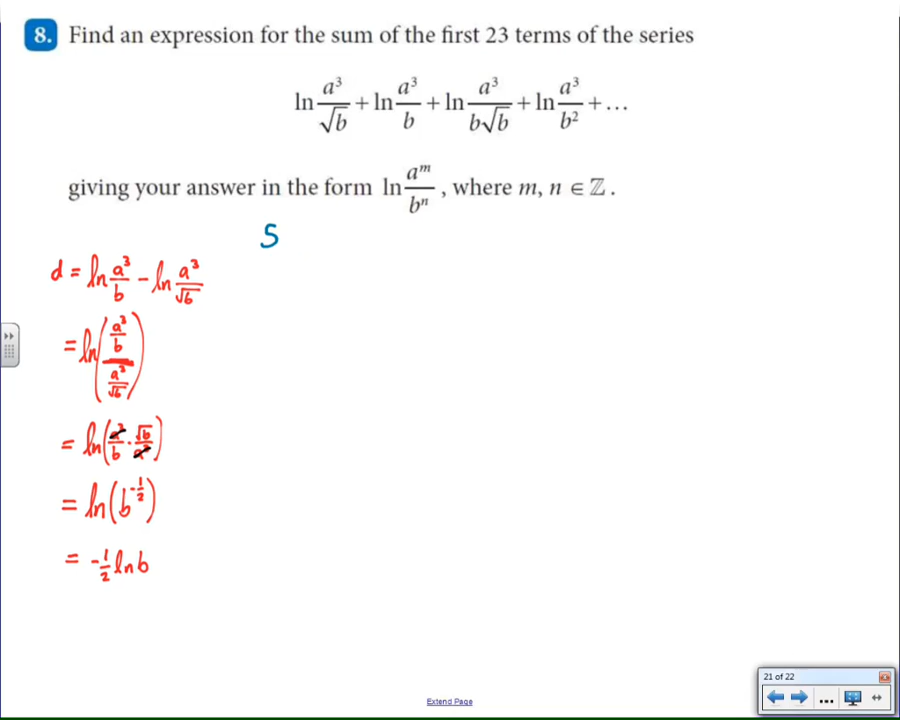 8. Find an expression for the sum of the first 23 terms of the series
ln a³/√b + ln a³/b + ln a³/b√b + ln a³/b² + …
giving your answer in the form ln aᵐ/bⁿ, where m, n ∈ ℤ.
S
d = ln a³/b - ln a³/√b
= ln((a³/b)/(a³/√b))
= ln(a³/b · √b/a³)
= ln(b^-1/2)
= -1/2 ln b
21 of 22
Extend Page